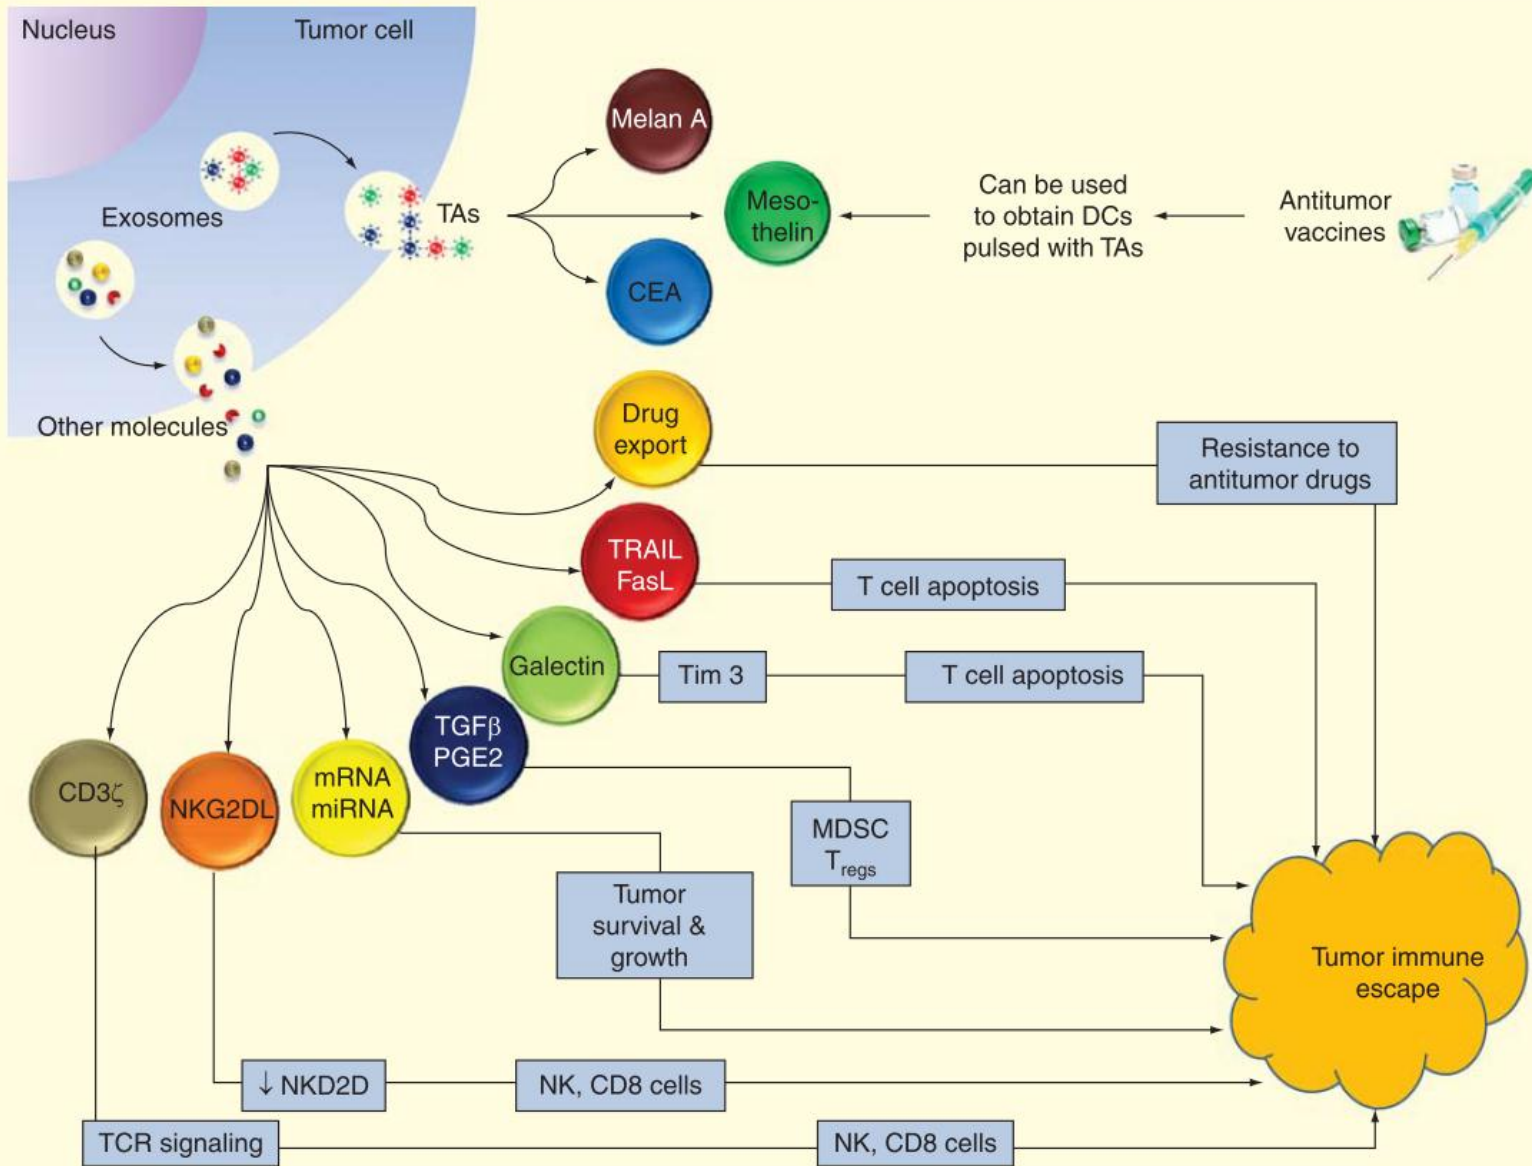 Nucleus
Tumor cell
Exosomes
TAs
Other molecules
Melan A
Meso-
thelin
CEA
Can be used
to obtain DCs
pulsed with TAs
Antitumor
vaccines
Drug
export
Resistance to
antitumor drugs
TRAIL
FasL
T cell apoptosis
Galectin
Tim 3
T cell apoptosis
TGFβ
PGE2
MDSC
Tregs
mRNA
miRNA
Tumor
survival &
growth
NKG2DL
↓ NKD2D
NK, CD8 cells
CD3ζ
TCR signaling
NK, CD8 cells
Tumor immune
escape